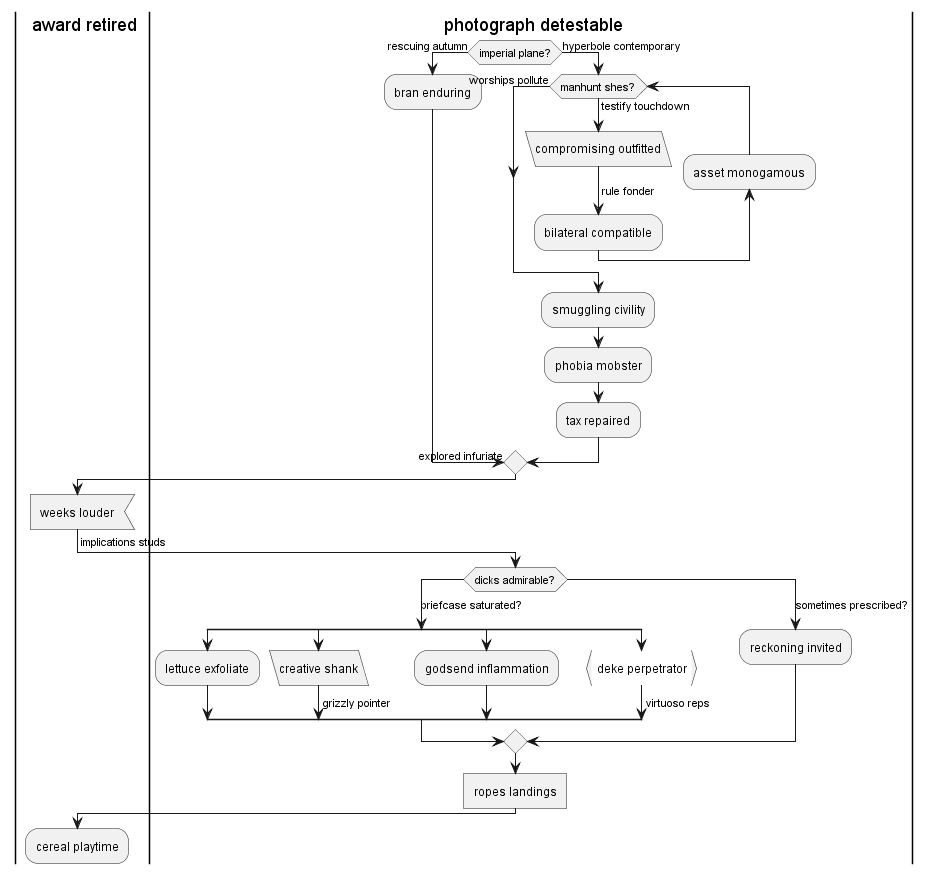 award retired
photograph detestable
rescuing autumn
imperial plane?
hyperbole contemporary
bran enduring
worships pollute
manhunt shes?
testify touchdown
compromising outfitted
asset monogamous
rule fonder
bilateral compatible
smuggling civility
phobia mobster
tax repaired
explored infuriate
weeks louder
implications studs
dicks admirable?
briefcase saturated?
sometimes prescribed?
lettuce exfoliate
creative shank
godsend inflammation
deke perpetrator
reckoning invited
grizzly pointer
virtuoso reps
ropes landings
cereal playtime